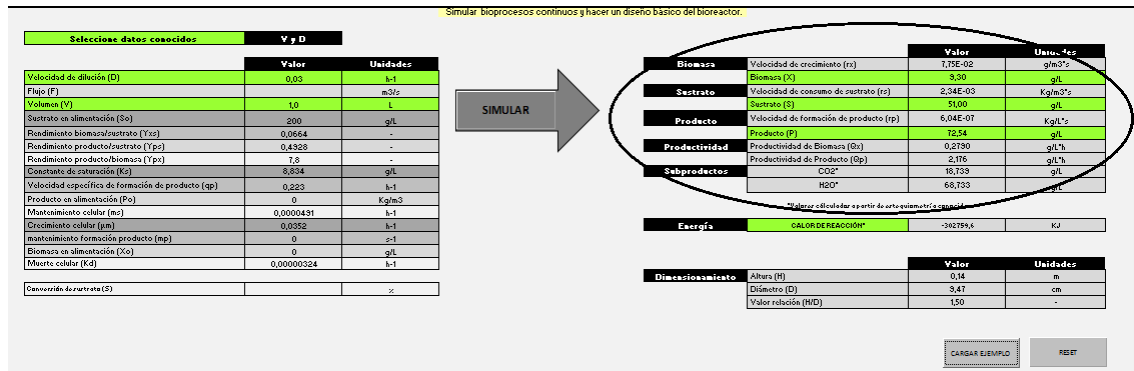 Simular bioprocesos continuos y hacer un diseño básico del bioreactor.
Seleccione datos conocidos V y D
Valor Unidades
Velocidad de dilución (D) 0,03 h-1
Flujo (F) m3/s
Volumen (V) 1,0 L
Sustrato en alimentación (So) 200 g/L
Rendimiento biomasa/sustrato (Yxs) 0,0664 -
Rendimiento producto/sustrato (Yps) 0,4328 -
Rendimiento producto/biomasa (Ypx) 7,8 -
Constante de saturación (Ks) 8,834 g/L
Velocidad específica de formación de producto (qp) 0,223 h-1
Producto en alimentación (Po) 0 Kg/m3
Mantenimiento celular (ms) 0,0000491 h-1
Crecimiento celular (μm) 0,0352 h-1
mantenimiento formación producto (mp) 0 s-1
Biomasa en alimentación (Xo) 0 g/L
Muerte celular (Kd) 0,00000324 h-1
Conversión de sustrato (S) %
SIMULAR
Valor Unidades
Biomasa Velocidad de crecimiento (rx) 7,75E-02 g/m3*s
Biomasa (X) 9,30 g/L
Sustrato Velocidad de consumo de sustrato (rs) 2,34E-03 Kg/m3*s
Sustrato (S) 51,00 g/L
Producto Velocidad de formación de producto (rp) 6,04E-07 Kg/L*s
Producto (P) 72,54 g/L
Productividad Productividad de Biomasa (Qx) 0,2790 g/L*h
Productividad de Producto (Qp) 2,176 g/L*h
Subproductos CO2* 18,739 g/L
H2O* 68,733 g/L
*Valores cálculados a partir de estequiometría conocida
Energía CALOR DE REACCIÓN* -302759,6 KJ
Valor Unidades
Dimensionamiento Altura (H) 0,14 m
Diámetro (D) 9,47 cm
Valor relación (H/D) 1,50 -
CARGAR EJEMPLO RESET